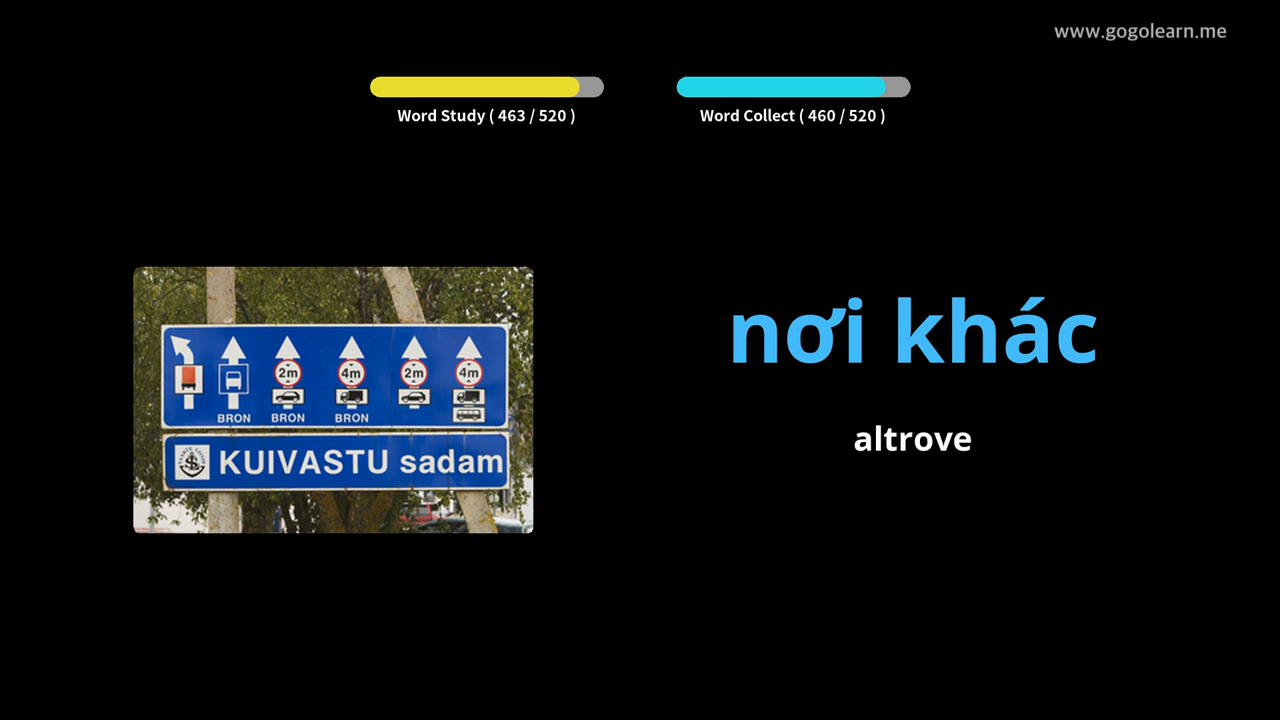 www.gogolearn.me
Word Study ( 463 / 520 )
Word Collect ( 460 / 520 )
2m 4m 2m 4m
BRON BRON BRON
KUIVASTU sadam
nơi khác
altrove